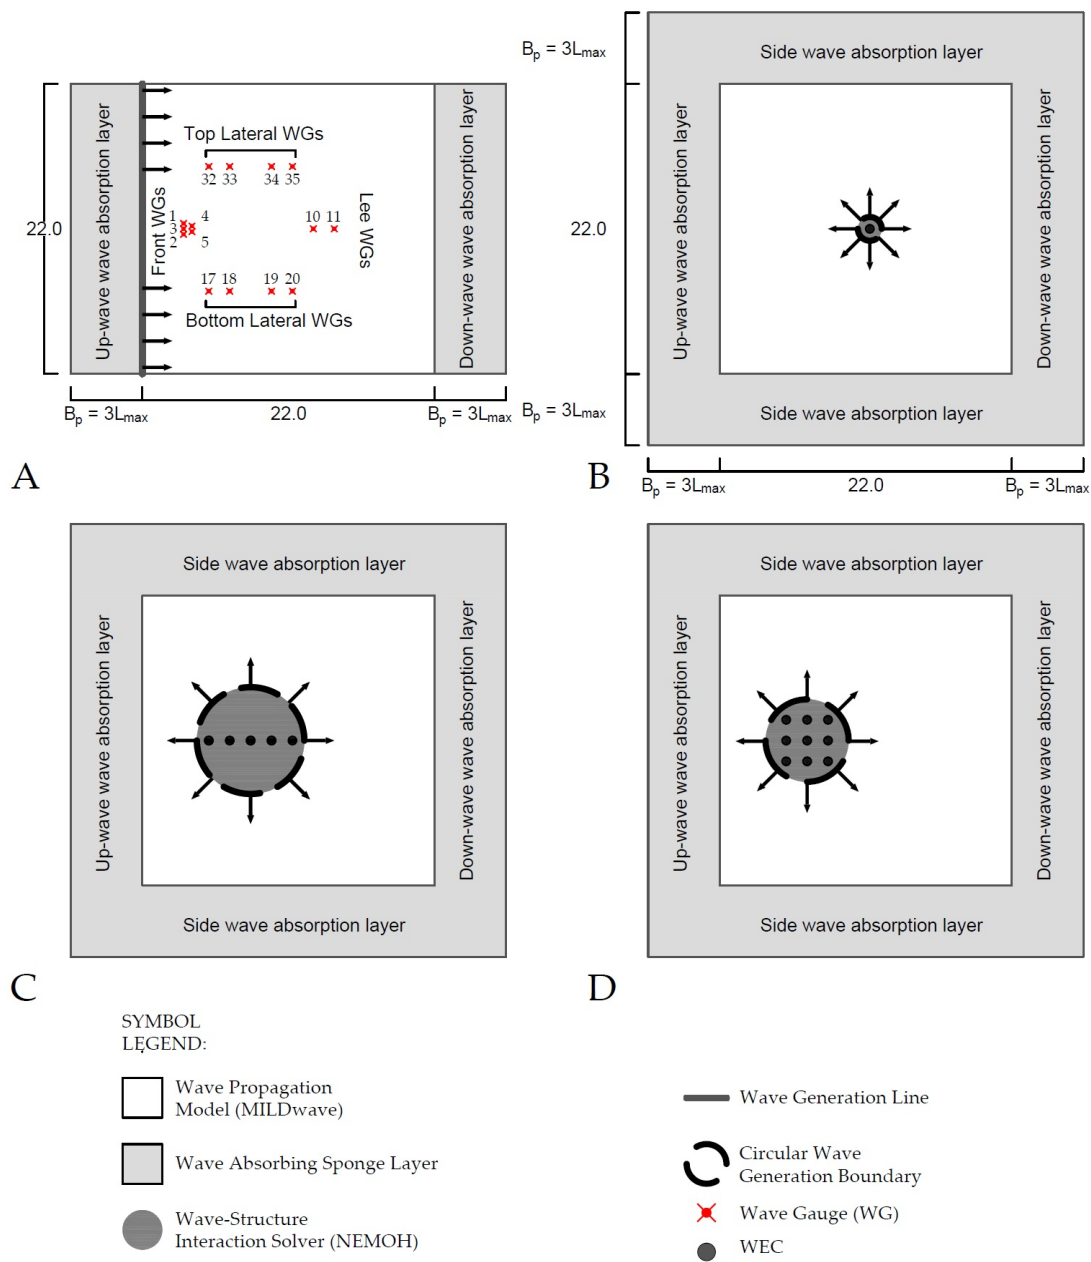 22.0
Up-wave wave absorption layer
Down-wave wave absorption layer
Top Lateral WGs
32 33 34 35
Front WGs
1 4
3
2 5
10 11
Lee WGs
17 18 19 20
Bottom Lateral WGs
Bp = 3Lmax
22.0
Bp = 3Lmax
A
Bp = 3Lmax
22.0
Bp = 3Lmax
Side wave absorption layer
Up-wave wave absorption layer
Down-wave wave absorption layer
Side wave absorption layer
Bp = 3Lmax
22.0
Bp = 3Lmax
B
Side wave absorption layer
Up-wave wave absorption layer
Down-wave wave absorption layer
Side wave absorption layer
C
Side wave absorption layer
Up-wave wave absorption layer
Down-wave wave absorption layer
Side wave absorption layer
D
SYMBOL
LEGEND:
Wave Propagation
Model (MILDwave)
Wave Absorbing Sponge Layer
Wave-Structure
Interaction Solver (NEMOH)
Wave Generation Line
Circular Wave
Generation Boundary
Wave Gauge (WG)
WEC